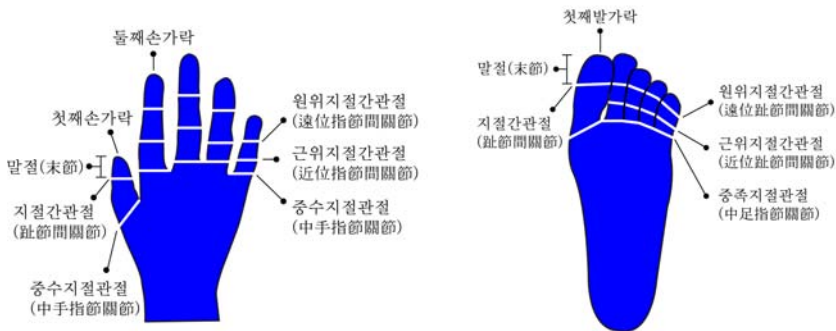 둘째손가락
첫째손가락
말절(末節)
지절간관절
(趾節間關節)
중수지절관절
(中手指節關節)
원위지절간관절
(遠位指節間關節)
근위지절간관절
(近位指節間關節)
중수지절관절
(中手指節關節)
첫째발가락
말절(末節)
지절간관절
(趾節間關節)
원위지절간관절
(遠位趾節間關節)
근위지절간관절
(近位趾節間關節)
중족지절관절
(中足指節關節)